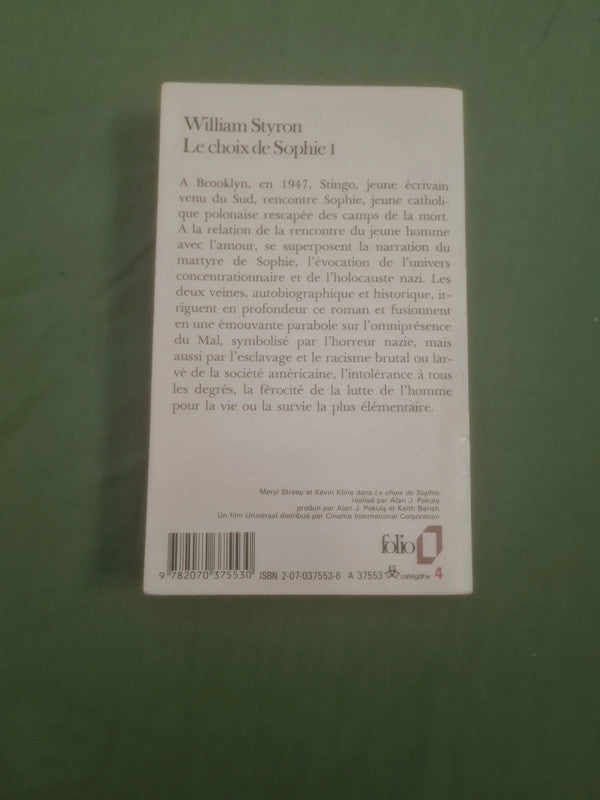 William Styron
Le choix de Sophie I
A Brooklyn, en 1947, Stingo, jeune écrivain
venu du Sud, rencontre Sophie, jeune catholi-
que polonaise rescapée des camps de la mort.
A la relation de la rencontre du jeune homme
avec l'amour, se superposent la narration du
martyre de Sophie, l'évocation de l'univers
concentrationnaire et de l'holocauste nazi. Les
deux veines, autobiographique et historique, ir-
riguent en profondeur ce roman et fusionnent
en une émouvante parabole sur l'omniprésence
du Mal, symbolisé par l'horreur nazie, mais
aussi par l'esclavage et le racisme brutal ou lar-
vé de la société américaine, l'intolérance à tous
les degrés, la férocité de la lutte de l'homme
pour la vie ou la survie la plus élémentaire.
Meryl Streep et Kevin Kline dans Le choix de Sophie,
réalisé par Alan J. Pakula,
produit par Alan J. Pakula et Keith Barish
Un film Universal distribué par Cinema International Corporation
folio
9 782070 375530 ISBN 2-07-037553-6 A 37553 catégorie 4